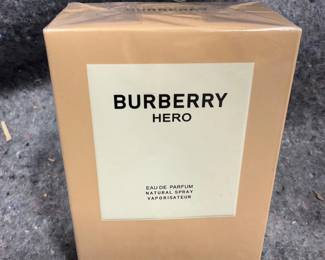 BURBERRY
HERO
EAU DE PARFUM
NATURAL SPRAY
VAPORISATEUR